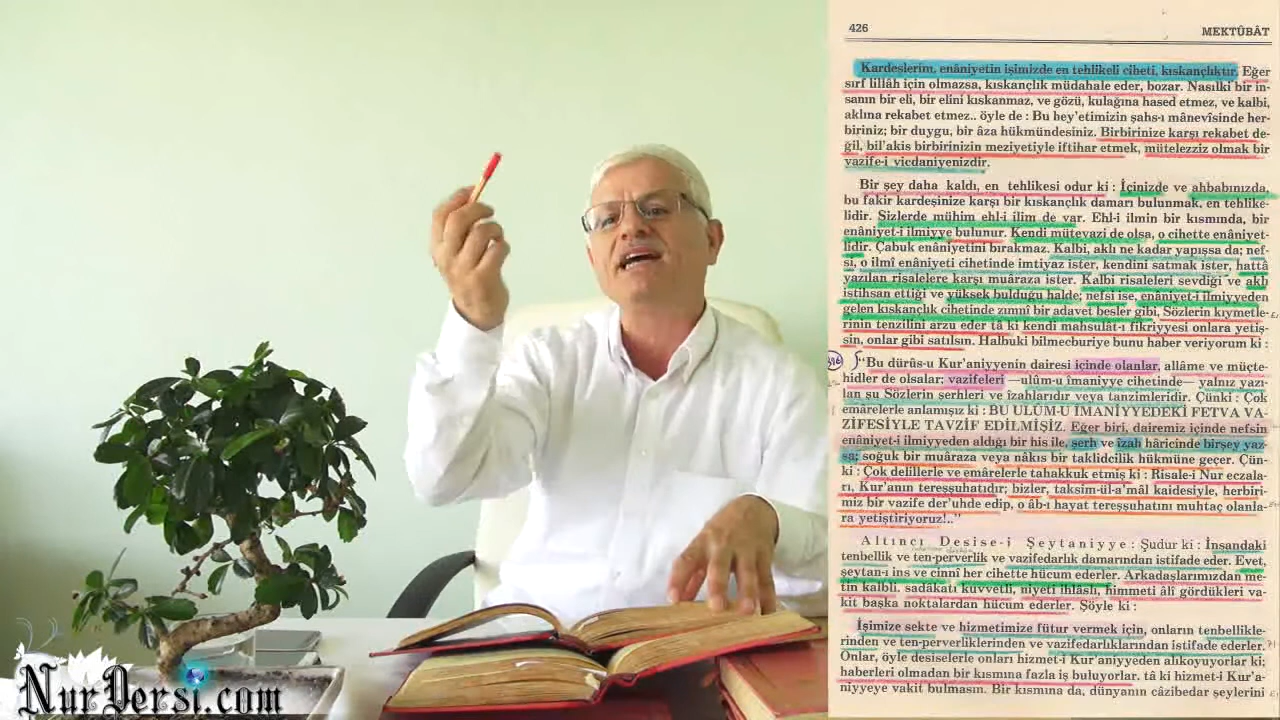 426
MEKTÛBÂT
Kardeşlerim, enâniyetin işimizde en tehlikeli ciheti, kıskançlıktır. Eğer
sırf lillâh için olmazsa, kıskançlık müdahale eder, bozar. Nasılki bir in-
sanın bir eli, bir elini kıskanmaz, ve gözü, kulağına hased etmez, ve kalbi,
aklına rekabet etmez.. öyle de : Bu hey'etimizin şahs-ı mânevîsinde her-
biriniz; bir duygu, bir âza hükmündesiniz. Birbirinize karşı rekabet de-
ğil, bil'akis birbirinizin meziyetiyle iftihar etmek, mütelezziz olmak bir
vazife-i vicdaniyenizdir.
Bir şey daha kaldı, en tehlikesi odur ki : İçinizde ve ahbabınızda,
bu fakir kardeşinize karşı bir kıskançlık damarı bulunmak, en tehlike-
lidir. Sizlerde mühim ehl-i ilim de var. Ehl-i ilmin bir kısmında, bir
enâniyet-i ilmiyye bulunur. Kendi mütevazi de olsa, o cihette enâniyet-
lidir. Çabuk enâniyetini bırakmaz. Kalbi, aklı ne kadar yapışsa da; nef-
si, o ilmî enâniyeti cihetinde imtiyaz ister, kendini satmak ister, hattâ
yazılan risalelere karşı muâraza ister. Kalbi risaleleri sevdiği ve aklı
istihsan ettiği ve yüksek bulduğu halde; nefsi ise, enâniyet-i ilmiyyeden
gelen kıskançlık cihetinde zımnî bir adavet besler gibi, Sözlerin kıymetle-
rinin tenzilini arzu eder tâ ki kendi mahsulât-ı fikriyyesi onlara yetiş-
sin, onlar gibi satılsın. Halbuki bilmecburiye bunu haber veriyorum ki :
"Bu dürûs-u Kur'aniyyenin dairesi içinde olanlar, allâme ve müçte-
hidler de olsalar; vazifeleri —ulûm-u îmaniyye cihetinde— yalnız yazı-
lan şu Sözlerin şerhleri ve îzahlarıdır veya tanzimleridir. Çünki : Çok
emârelerle anlamışız ki : BU ULÛM-U İMANİYYEDEKİ FETVA VA-
ZİFESİYLE TAVZİF EDİLMİŞİZ. Eğer biri, dairemiz içinde nefsin
enâniyet-i ilmiyyeden aldığı bir his ile, şerh ve îzah hâricinde birşey yaz-
sa; soğuk bir muâraza veya nâkıs bir taklidcilik hükmüne geçer. Çün-
ki : Çok delillerle ve emârelerle tahakkuk etmiş ki : Risale-i Nur eczala-
rı, Kur'anın tereşşuhatıdır; bizler, taksim-ül-a'mâl kaidesiyle, herbiri-
miz bir vazife der'uhde edip, o âb-ı hayat tereşşuhatını muhtaç olanla-
ra yetiştiriyoruz!.."
Altıncı Desise-i Şeytaniyye : Şudur ki : İnsandaki
tenbellik ve ten-perverlik ve vazifedarlık damarından istifade eder. Evet,
şeytan-ı ins ve cinnî her cihette hücum ederler. Arkadaşlarımızdan me-
tin kalbli, sadâkatı kuvvetli, niyeti ihlâslı, himmeti âlî gördükleri va-
kit başka noktalardan hücum ederler. Şöyle ki :
İşimize sekte ve hizmetimize fütur vermek için, onların tenbellikle-
rinden ve ten-perverliklerinden ve vazifedarlıklarından istifade ederler.
Onlar, öyle desiselerle onları hizmet-i Kur'aniyyeden alıkoyuyorlar ki;
haberleri olmadan bir kısmına fazla iş buluyorlar. tâ ki hizmet-i Kur'a-
niyyeye vakit bulmasın. Bir kısmına da, dünyanın câzibedar şeylerini
NurDersi.com